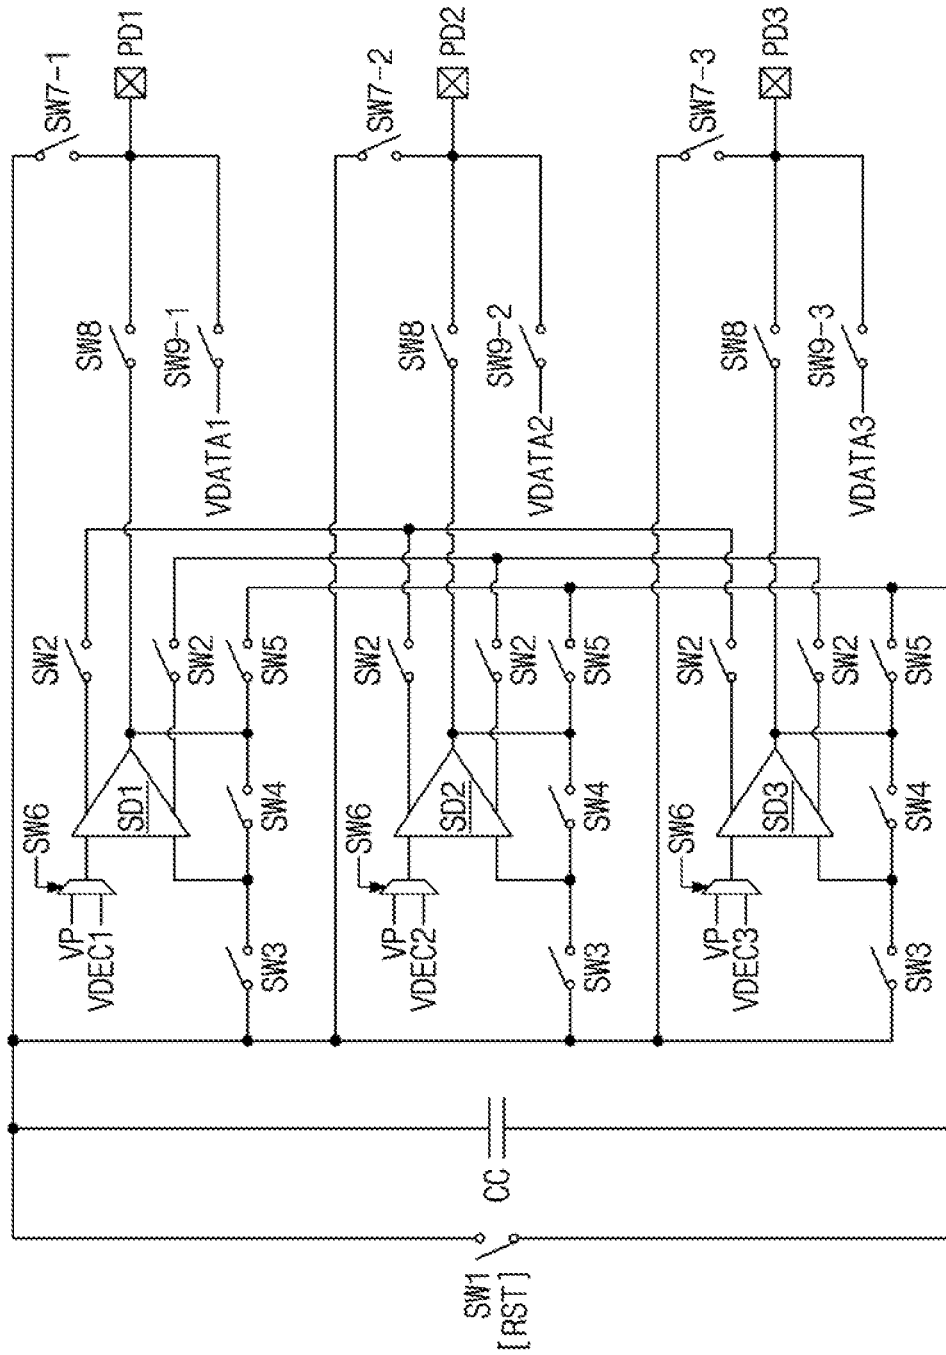 SW1
[RST]
CC
VP
VDEC1
SW6
SD1
SW3
SW4
SW2
SW2
SW5
SW8
SW9-1
VDATA1
SW7-1
PD1
VP
VDEC2
SW6
SD2
SW3
SW4
SW2
SW2
SW5
SW8
SW9-2
VDATA2
SW7-2
PD2
VP
VDEC3
SW6
SD3
SW3
SW4
SW2
SW2
SW5
SW8
SW9-3
VDATA3
SW7-3
PD3